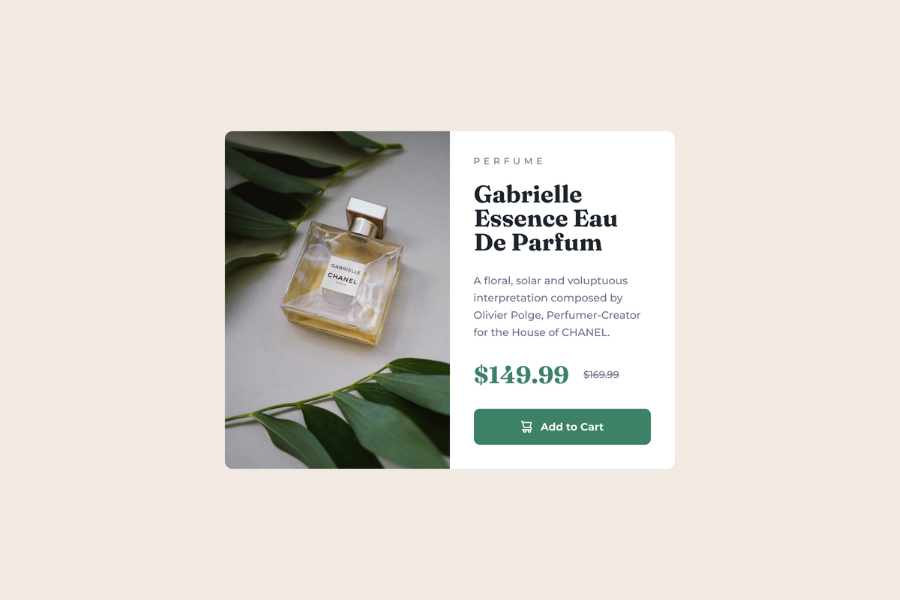 GABRIELLE
CHANEL
PARIS
PERFUME
Gabrielle
Essence Eau
De Parfum
A floral, solar and voluptuous
interpretation composed by
Olivier Polge, Perfumer-Creator
for the House of CHANEL.
$149.99 $169.99
Add to Cart